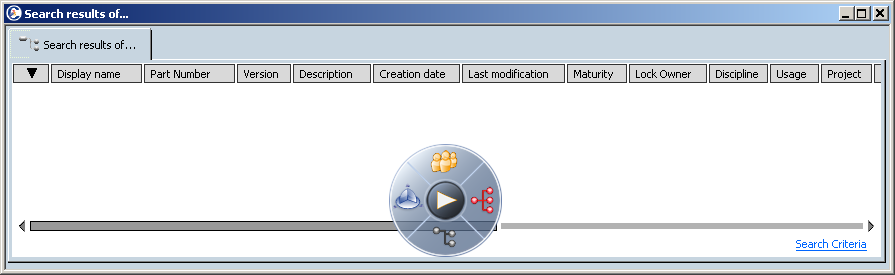 Search results of...
Search results of...
Display name Part Number Version Description Creation date Last modification Maturity Lock Owner Discipline Usage Project
Search Criteria